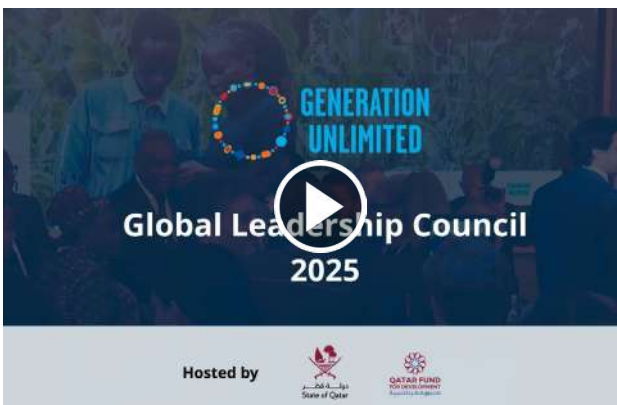 GENERATION
UNLIMITED
Global Leadership Council
2025
Hosted by
دولة قطر
State of Qatar
QATAR FUND
FOR DEVELOPMENT